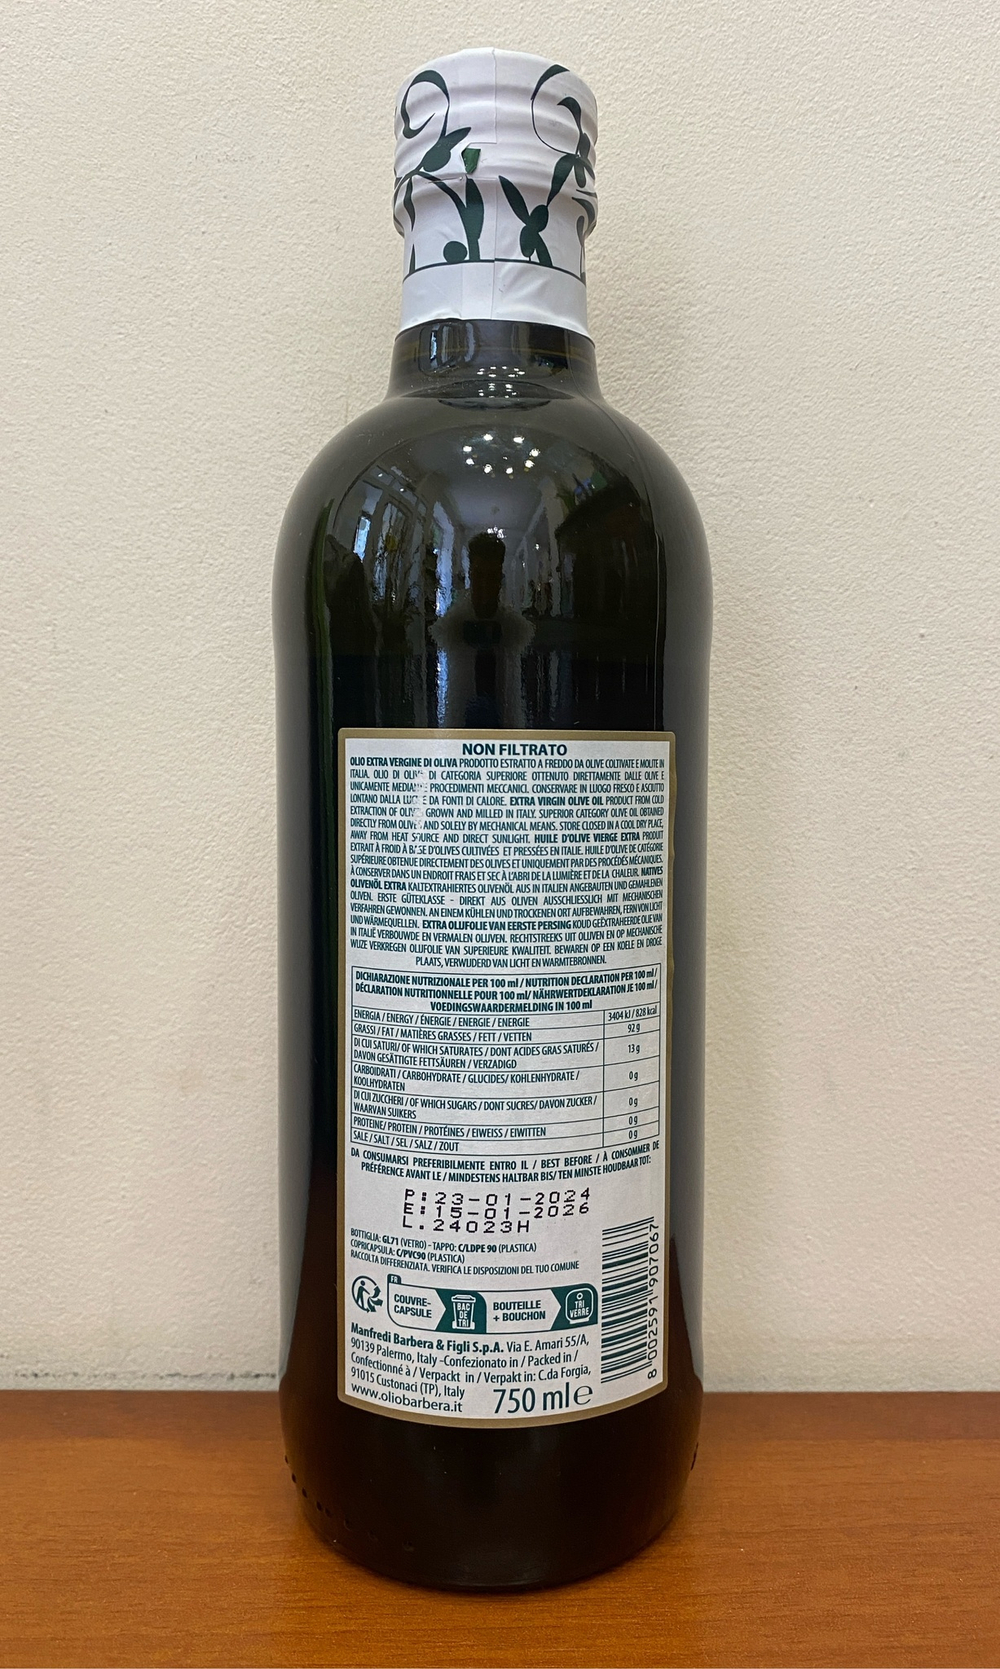 NON FILTRATO
OLIO EXTRA VERGINE DI OLIVA PRODOTTO ESTRATTO A FREDDO DA OLIVE COLTIVATE E MOLITE IN
ITALIA. OLIO DI OLIVA DI CATEGORIA SUPERIORE OTTENUTO DIRETTAMENTE DALLE OLIVE E
UNICAMENTE MEDIANTE PROCEDIMENTI MECCANICI. CONSERVARE IN LUOGO FRESCO E ASCIUTTO
LONTANO DALLA LUCE E DA FONTI DI CALORE. EXTRA VIRGIN OLIVE OIL PRODUCT FROM COLD
EXTRACTION OF OLIVES GROWN AND MILLED IN ITALY. SUPERIOR CATEGORY OLIVE OIL OBTAINED
DIRECTLY FROM OLIVES AND SOLELY BY MECHANICAL MEANS. STORE CLOSED IN A COOL DRY PLACE,
AWAY FROM HEAT SOURCE AND DIRECT SUNLIGHT. HUILE D'OLIVE VIERGE EXTRA PRODUIT
EXTRAIT À FROID À BASE D'OLIVES CULTIVÉES ET PRESSÉES EN ITALIE. HUILE D'OLIVE DE CATÉGORIE
SUPÉRIEURE OBTENUE DIRECTEMENT DES OLIVES ET UNIQUEMENT PAR DES PROCÉDÉS MÉCANIQUES.
À CONSERVER DANS UN ENDROIT FRAIS ET SEC À L'ABRI DE LA LUMIÈRE ET DE LA CHALEUR. NATIVES
OLIVENÖL EXTRA KALTEXTRAHIERTES OLIVENÖL AUS IN ITALIEN ANGEBAUTEN UND GEMAHLENEN
OLIVEN. ERSTE GÜTEKLASSE - DIREKT AUS OLIVEN AUSSCHLIESSLICH MIT MECHANISCHEN
VERFAHREN GEWONNEN. AN EINEM KÜHLEN UND TROCKENEN ORT AUFBEWAHREN, FERN VON LICHT
UND WÄRMEQUELLEN. EXTRA OLIJFOLIE VAN EERSTE PERSING KOUD GEËXTRAHEERDE OLIE VAN
IN ITALIË VERBOUWDE EN VERMALEN OLIJVEN. RECHTSTREEKS UIT OLIJVEN EN OP MECHANISCHE
WIJZE VERKREGEN OLIJFOLIE VAN SUPERIEURE KWALITEIT. BEWAREN OP EEN KOELE EN DROGE
PLAATS, VERWIJDERD VAN LICHT EN WARMTEBRONNEN.
DICHIARAZIONE NUTRIZIONALE PER 100 ml / NUTRITION DECLARATION PER 100 ml /
DÉCLARATION NUTRITIONNELLE POUR 100 ml/ NÄHRWERTDEKLARATION JE 100 ml /
VOEDINGSWAARDERMELDING IN 100 ml
ENERGIA / ENERGY / ÉNERGIE / ENERGIE / ENERGIE 3404 kJ / 828 kcal
GRASSI / FAT / MATIÈRES GRASSES / FETT / VETTEN 92 g
DI CUI SATURI/ OF WHICH SATURATES / DONT ACIDES GRAS SATURÉS /
DAVON GESÄTTIGTE FETTSÄUREN / VERZADIGD 13 g
CARBOIDRATI / CARBOHYDRATE / GLUCIDES/ KOHLENHYDRATE /
KOOLHYDRATEN 0 g
DI CUI ZUCCHERI / OF WHICH SUGARS / DONT SUCRES/ DAVON ZUCKER /
WAARVAN SUIKERS 0 g
PROTEINE/ PROTEIN / PROTÉINES / EIWEISS / EIWITTEN 0 g
SALE / SALT / SEL / SALZ / ZOUT 0 g
DA CONSUMARSI PREFERIBILMENTE ENTRO IL / BEST BEFORE / À CONSOMMER DE
PRÉFÉRENCE AVANT LE / MINDESTENS HALTBAR BIS/ TEN MINSTE HOUDBAAR TOT:
P:23-01-2024
E:15-01-2026
L.24023H
BOTTIGLIA: GL71 (VETRO) - TAPPO: C/LDPE 90 (PLASTICA)
COPRICAPSULA: C/PVC90 (PLASTICA)
RACCOLTA DIFFERENZIATA. VERIFICA LE DISPOSIZIONI DEL TUO COMUNE
FR
COUVRE-
CAPSULE
BAC
DE
TRI
BOUTEILLE
+ BOUCHON
TRI
VERRE
Manfredi Barbera & Figli S.p.A. Via E. Amari 55/A,
90139 Palermo, Italy -Confezionato in / Packed in /
Confectionné à / Verpackt in / Verpakt in: C.da Forgia,
91015 Custonaci (TP), Italy
www.oliobarbera.it
750 ml e
8 002591 907067